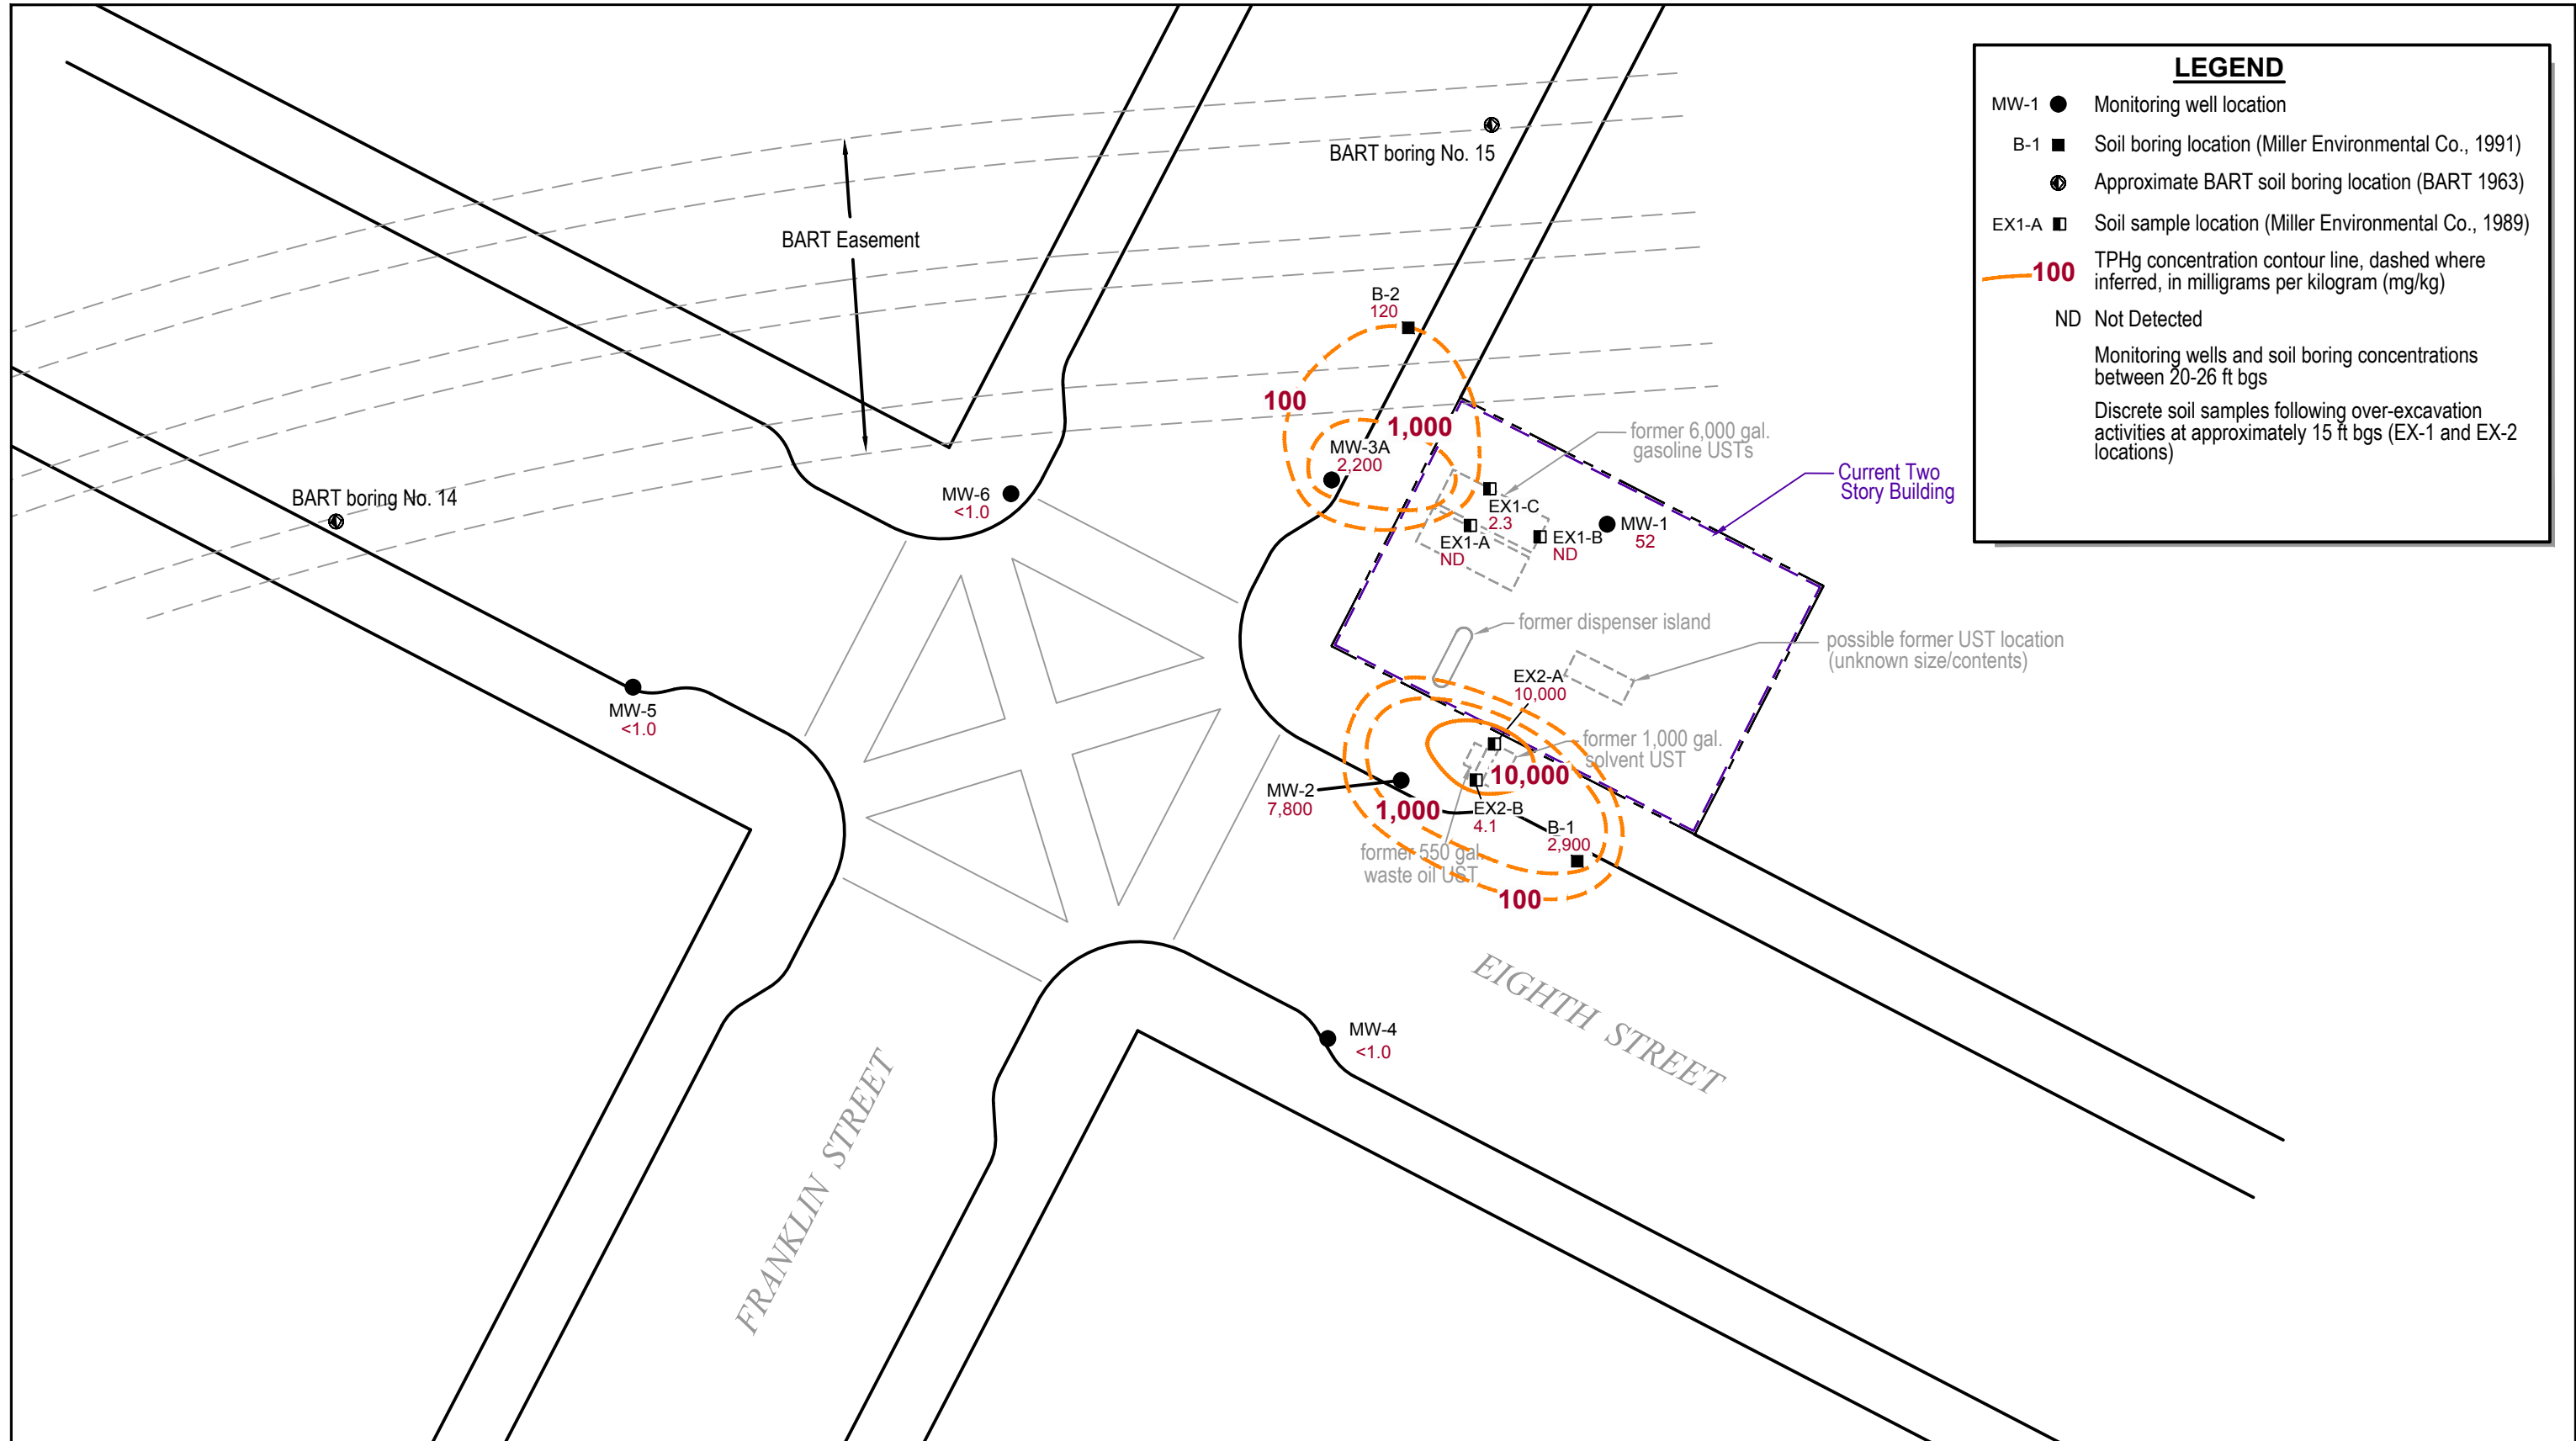 LEGEND
MW-1 Monitoring well location
B-1 Soil boring location (Miller Environmental Co., 1991)
Approximate BART soil boring location (BART 1963)
EX1-A Soil sample location (Miller Environmental Co., 1989)
100 TPHg concentration contour line, dashed where
inferred, in milligrams per kilogram (mg/kg)
ND Not Detected
Monitoring wells and soil boring concentrations
between 20-26 ft bgs
Discrete soil samples following over-excavation
activities at approximately 15 ft bgs (EX-1 and EX-2
locations)
BART boring No. 15
BART Easement
B-2
120
100
1,000
MW-3A
2,200
former 6,000 gal.
gasoline USTs
Current Two
Story Building
BART boring No. 14
MW-6
<1.0
EX1-C
2.3
EX1-A
ND
EX1-B
ND
MW-1
52
former dispenser island
possible former UST location
(unknown size/contents)
EX2-A
10,000
MW-5
<1.0
former 1,000 gal.
solvent UST
10,000
MW-2
7,800
1,000
EX2-B
4.1
B-1
2,900
former 550 gal.
waste oil UST
100
EIGHTH STREET
MW-4
<1.0
FRANKLIN STREET